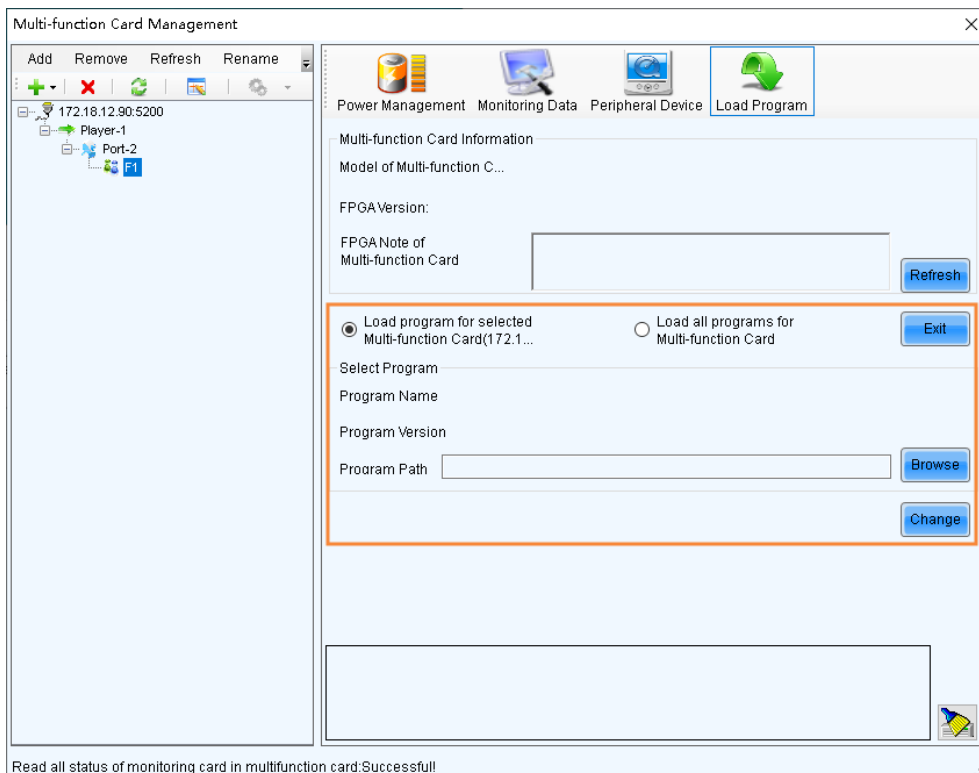 Multi-function Card Management
Add Remove Refresh Rename
172.18.12.90:5200
Player-1
Port-2
F1
Power Management Monitoring Data Peripheral Device Load Program
Multi-function Card Information
Model of Multi-function C...
FPGA Version:
FPGA Note of
Multi-function Card
Refresh
Load program for selected
Multi-function Card(172.1...
Load all programs for
Multi-function Card
Exit
Select Program
Program Name
Program Version
Program Path
Browse
Change
Read all status of monitoring card in multifunction card:Successful!